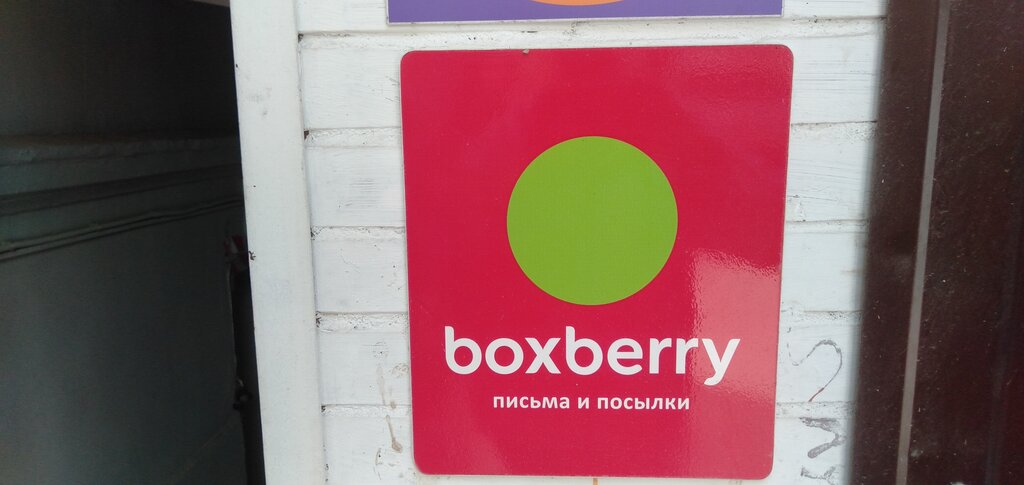 boxberry
письма и посылки